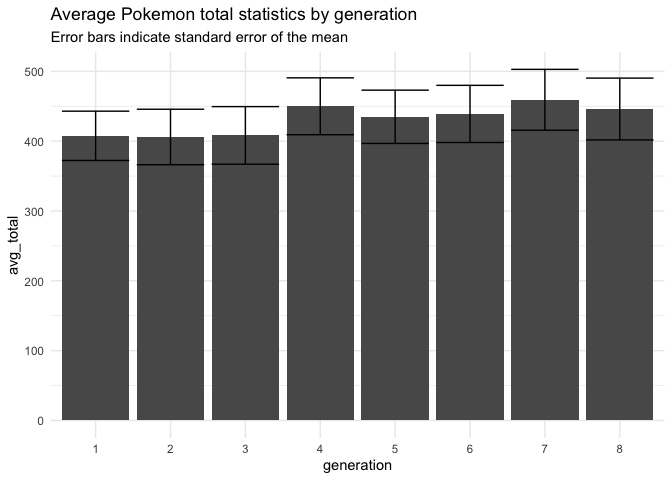 Average Pokemon total statistics by generation
Error bars indicate standard error of the mean
500
400
300
200
100
0
avg_total
1 2 3 4 5 6 7 8
generation